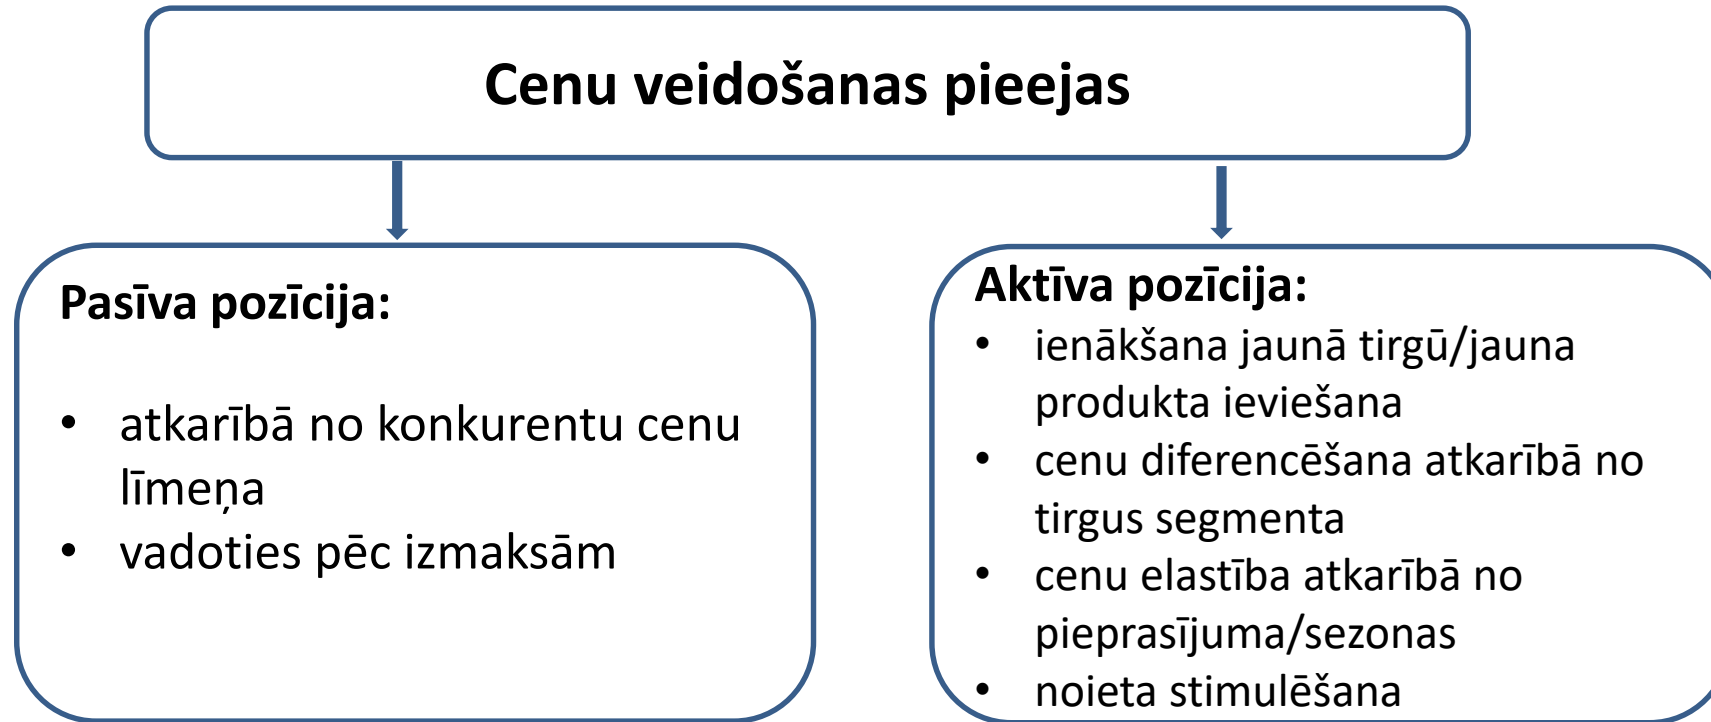 Cenu veidošanas pieejas
Pasīva pozīcija:
• atkarībā no konkurentu cenu
līmeņa
• vadoties pēc izmaksām
Aktīva pozīcija:
• ienākšana jaunā tirgū/jauna
produkta ieviešana
• cenu diferencēšana atkarībā no
tirgus segmenta
• cenu elastība atkarībā no
pieprasījuma/sezonas
• noieta stimulēšana